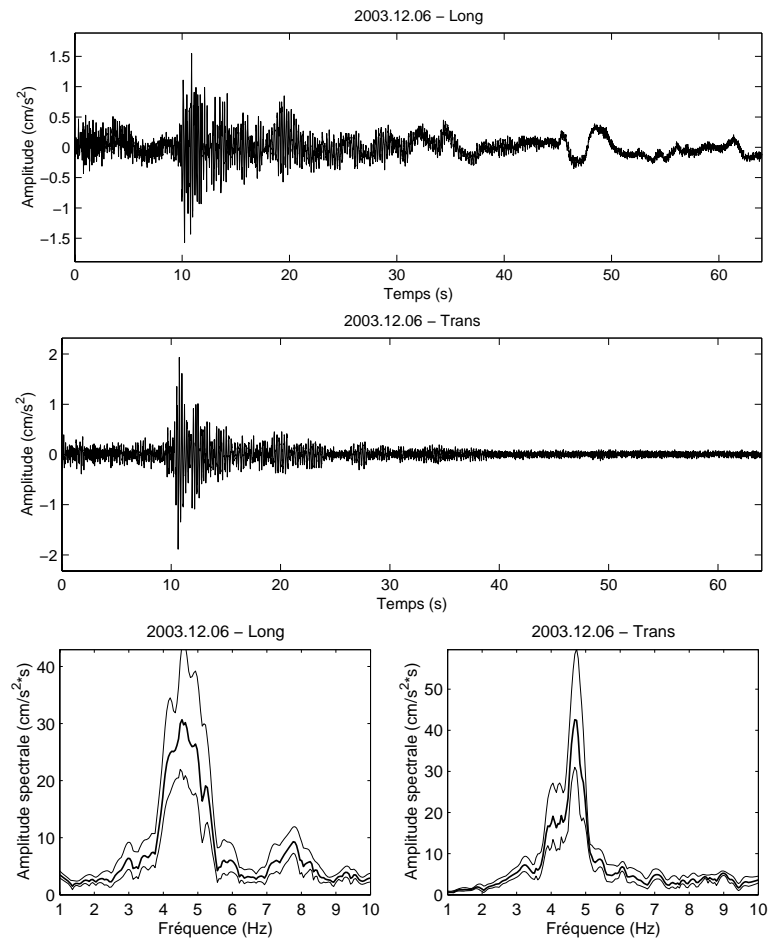 2003.12.06 − Long
1.5
1
0.5
0
−0.5
−1
−1.5
Amplitude (cm/s²)
0 10 20 30 40 50 60
Temps (s)
2003.12.06 − Trans
2
1
0
−1
−2
Amplitude (cm/s²)
0 10 20 30 40 50 60
Temps (s)
2003.12.06 − Long
40
30
20
10
0
Amplitude spectrale (cm/s²*s)
1 2 3 4 5 6 7 8 9 10
Fréquence (Hz)
2003.12.06 − Trans
50
40
30
20
10
0
Amplitude spectrale (cm/s²*s)
1 2 3 4 5 6 7 8 9 10
Fréquence (Hz)